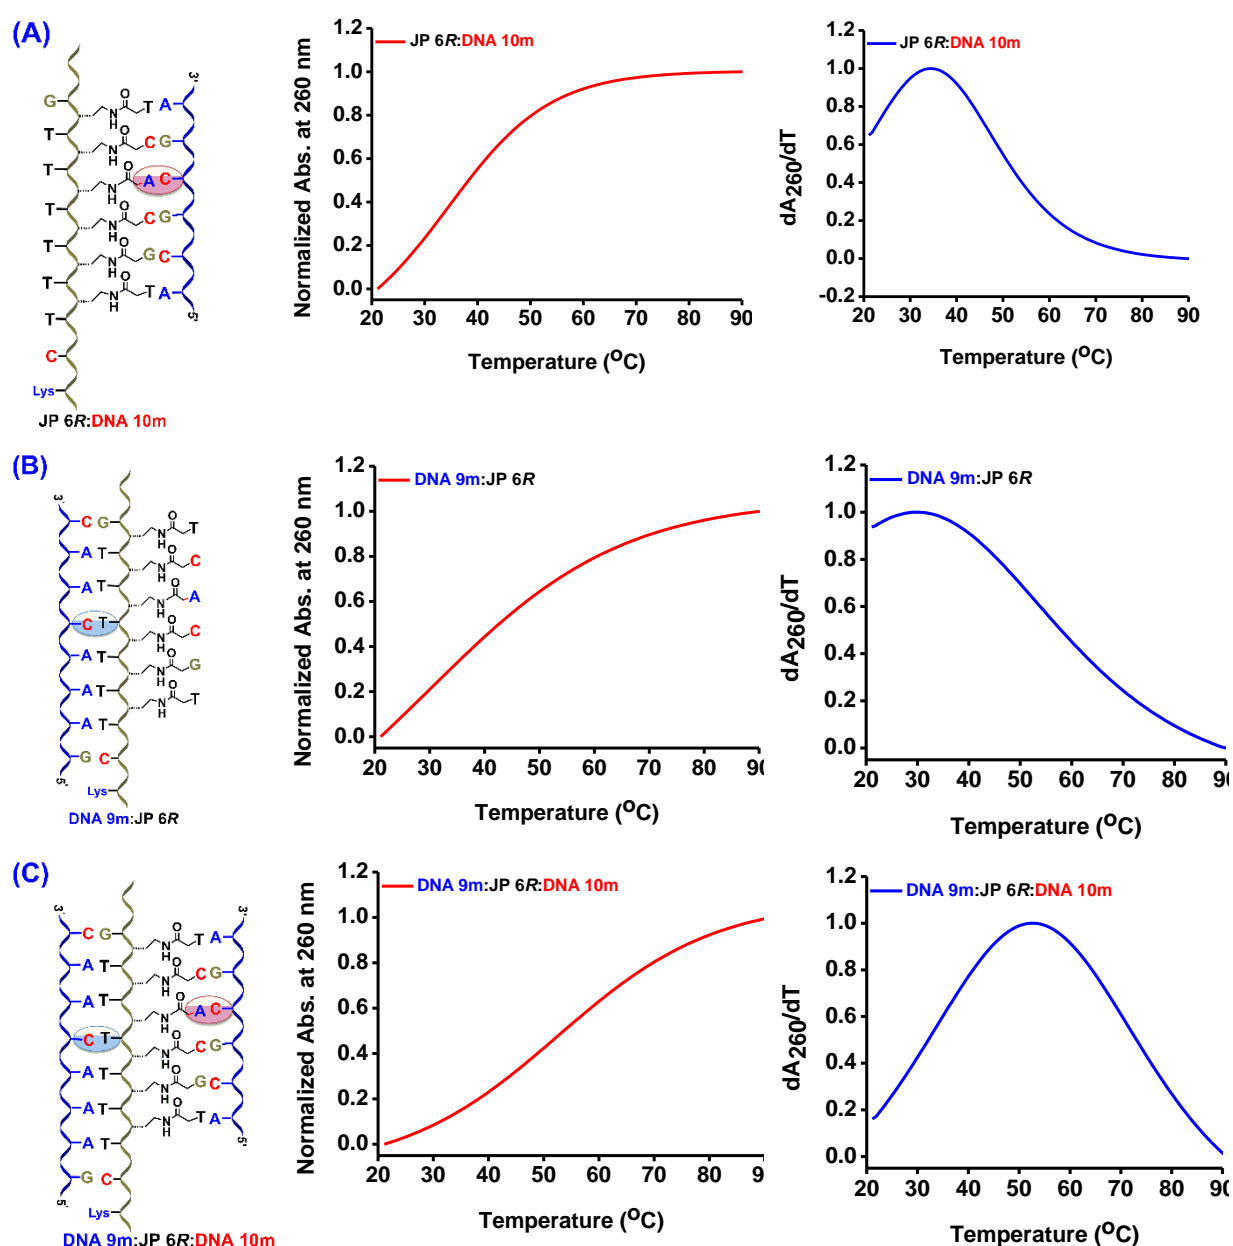 (A)
G
T
T
T
T
T
T
T
C
Lys
O
N
H
T A
O
N
H
C G
O
N
H
A C
O
N
H
C G
O
N
H
G C
O
N
H
T A
3'
5'
JP 6R:DNA 10m
Normalized Abs. at 260 nm
1.2
1.0
0.8
0.6
0.4
0.2
0.0
JP 6R:DNA 10m
20 30 40 50 60 70 80 90
Temperature (°C)
dA260/dT
1.2
1.0
0.8
0.6
0.4
0.2
0.0
-0.2
JP 6R:DNA 10m
20 30 40 50 60 70 80 90
Temperature (°C)
(B)
3'
C G
A T
A T
C T
A T
A T
A T
G C
5'
Lys
O
N
H
T
O
N
H
C
O
N
H
A
O
N
H
C
O
N
H
G
O
N
H
T
DNA 9m:JP 6R
Normalized Abs. at 260 nm
1.2
1.0
0.8
0.6
0.4
0.2
0.0
DNA 9m:JP 6R
20 30 40 50 60 70 80 90
Temperature (°C)
dA260/dT
1.2
1.0
0.8
0.6
0.4
0.2
0.0
DNA 9m:JP 6R
20 30 40 50 60 70 80 90
Temperature (°C)
(C)
3'
3'
C G
A T
A T
C T
A T
A T
A T
G C
5'
Lys
O
N
H
T A
O
N
H
C G
O
N
H
A C
O
N
H
C G
O
N
H
G C
O
N
H
T A
5'
DNA 9m:JP 6R:DNA 10m
Normalized Abs. at 260 nm
1.2
1.0
0.8
0.6
0.4
0.2
0.0
DNA 9m:JP 6R:DNA 10m
20 30 40 50 60 70 80 90
Temperature (°C)
dA260/dT
1.2
1.0
0.8
0.6
0.4
0.2
0.0
DNA 9m:JP 6R:DNA 10m
20 30 40 50 60 70 80 90
Temperature (°C)